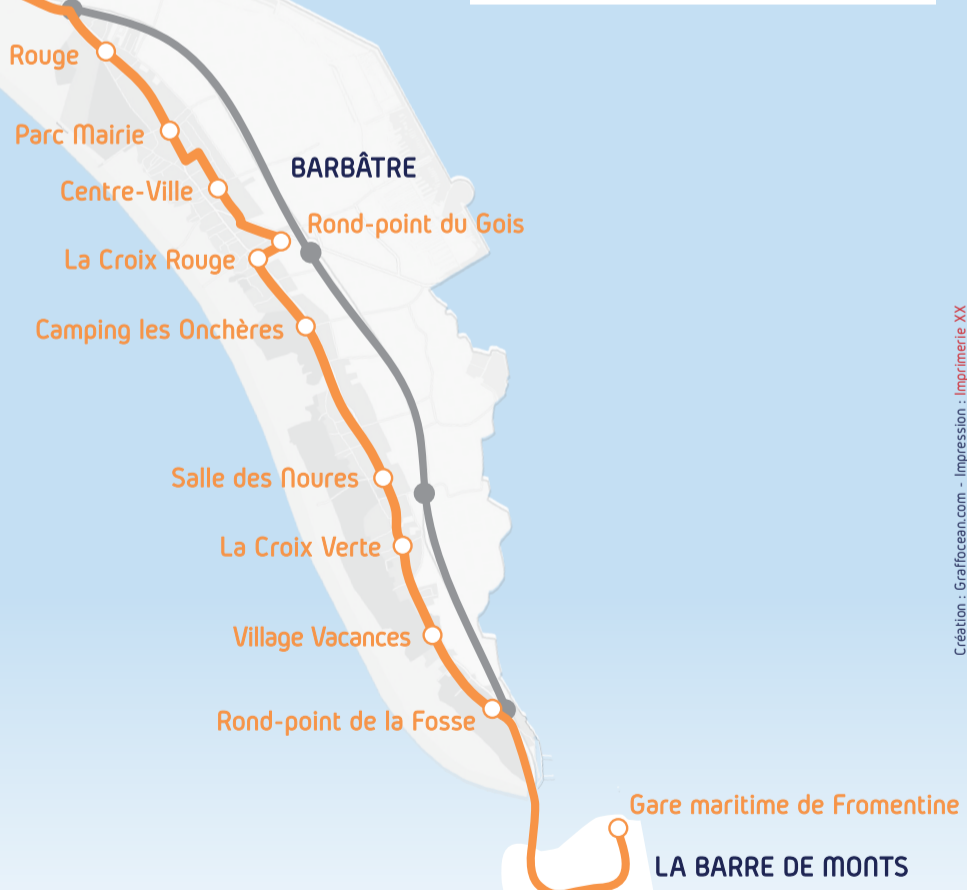 Rouge
Parc Mairie
BARBÂTRE
Centre-Ville
Rond-point du Gois
La Croix Rouge
Camping les Onchères
Salle des Noures
La Croix Verte
Village Vacances
Rond-point de la Fosse
Gare maritime de Fromentine
LA BARRE DE MONTS
Création : Graffocean.com - Impression : Imprimerie XX